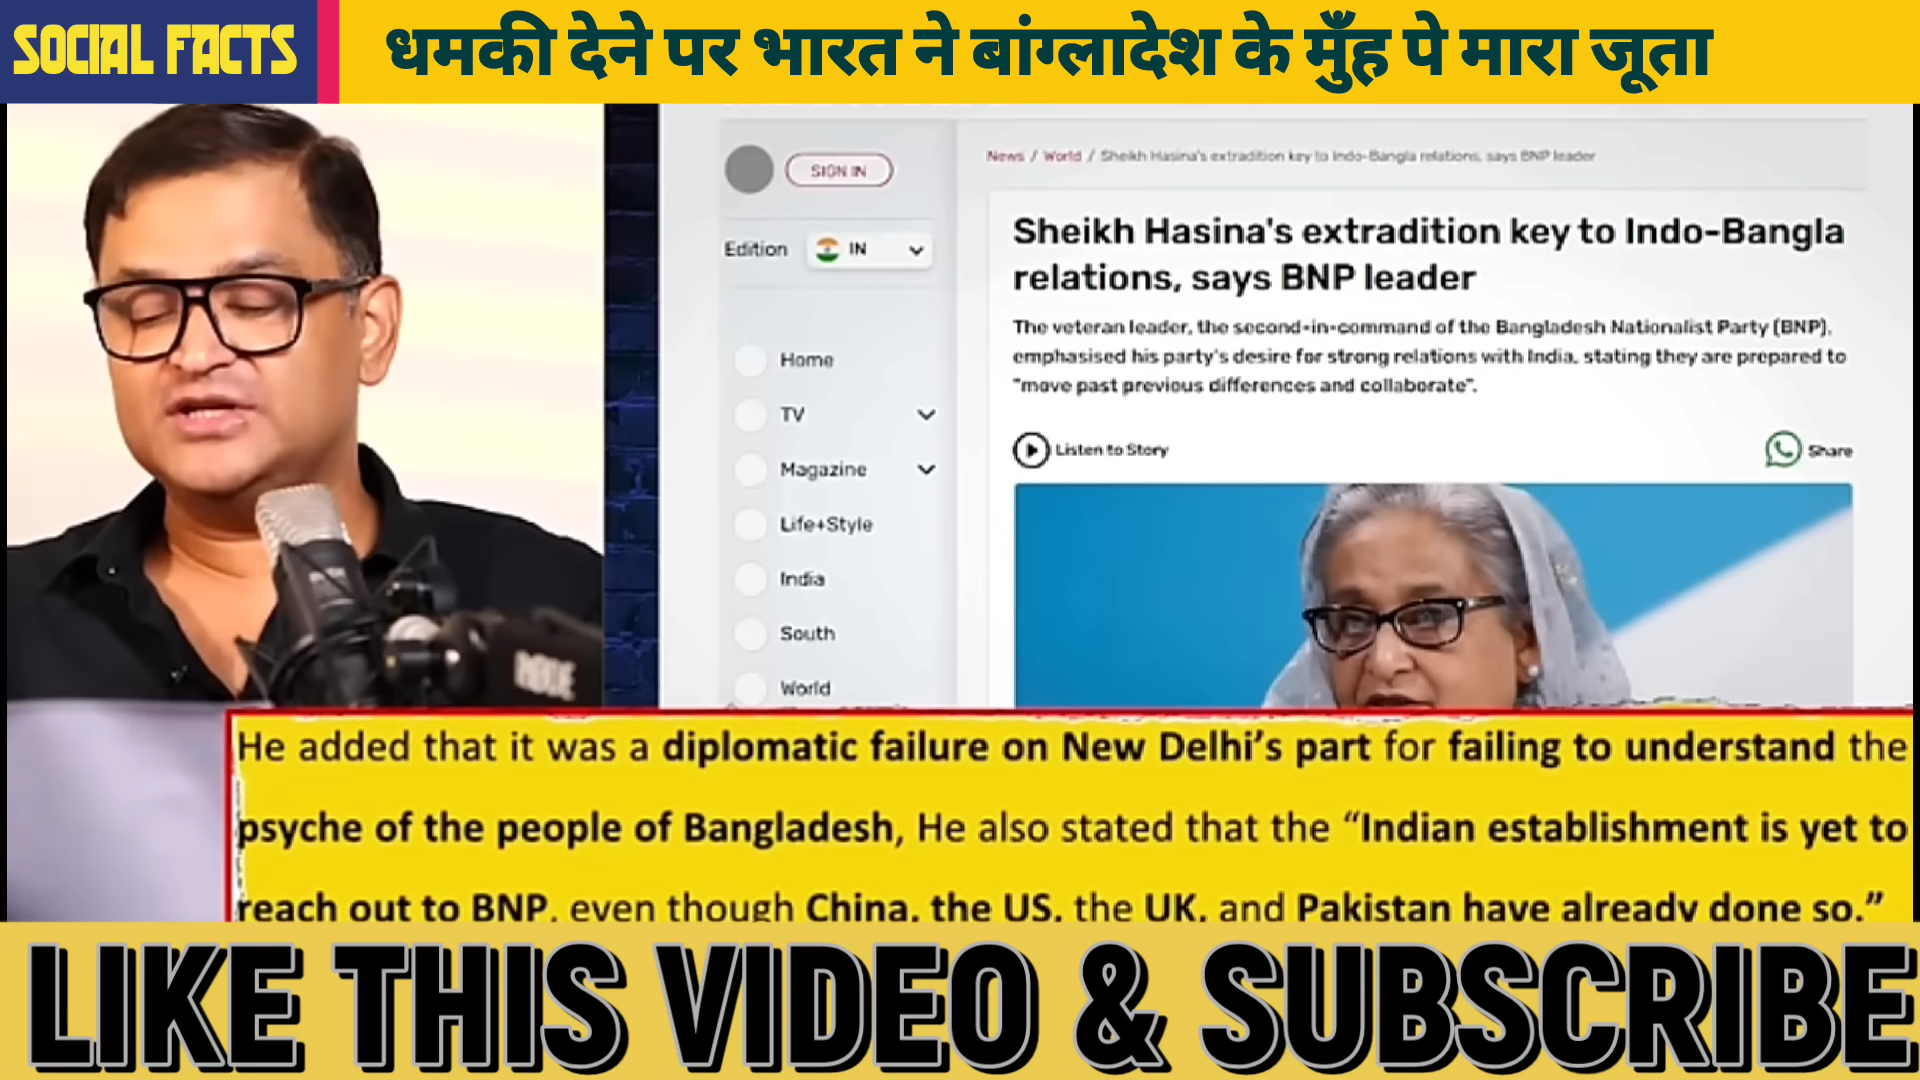 SOCIAL FACTS
धमकी देने पर भारत ने बांग्लादेश के मुँह पे मारा जूता
SIGN IN
Edition
IN
Home
TV
Magazine
Life+Style
India
South
World
News / World / Sheikh Hasina's extradition key to Indo-Bangla relations, says BNP leader
Sheikh Hasina's extradition key to Indo-Bangla
relations, says BNP leader
The veteran leader, the second-in-command of the Bangladesh Nationalist Party (BNP),
emphasised his party's desire for strong relations with India, stating they are prepared to
"move past previous differences and collaborate".
Listen to Story
Share
RODE
He added that it was a diplomatic failure on New Delhi's part for failing to understand the
psyche of the people of Bangladesh, He also stated that the “Indian establishment is yet to
reach out to BNP, even though China, the US, the UK, and Pakistan have already done so.”
LIKE THIS VIDEO & SUBSCRIBE